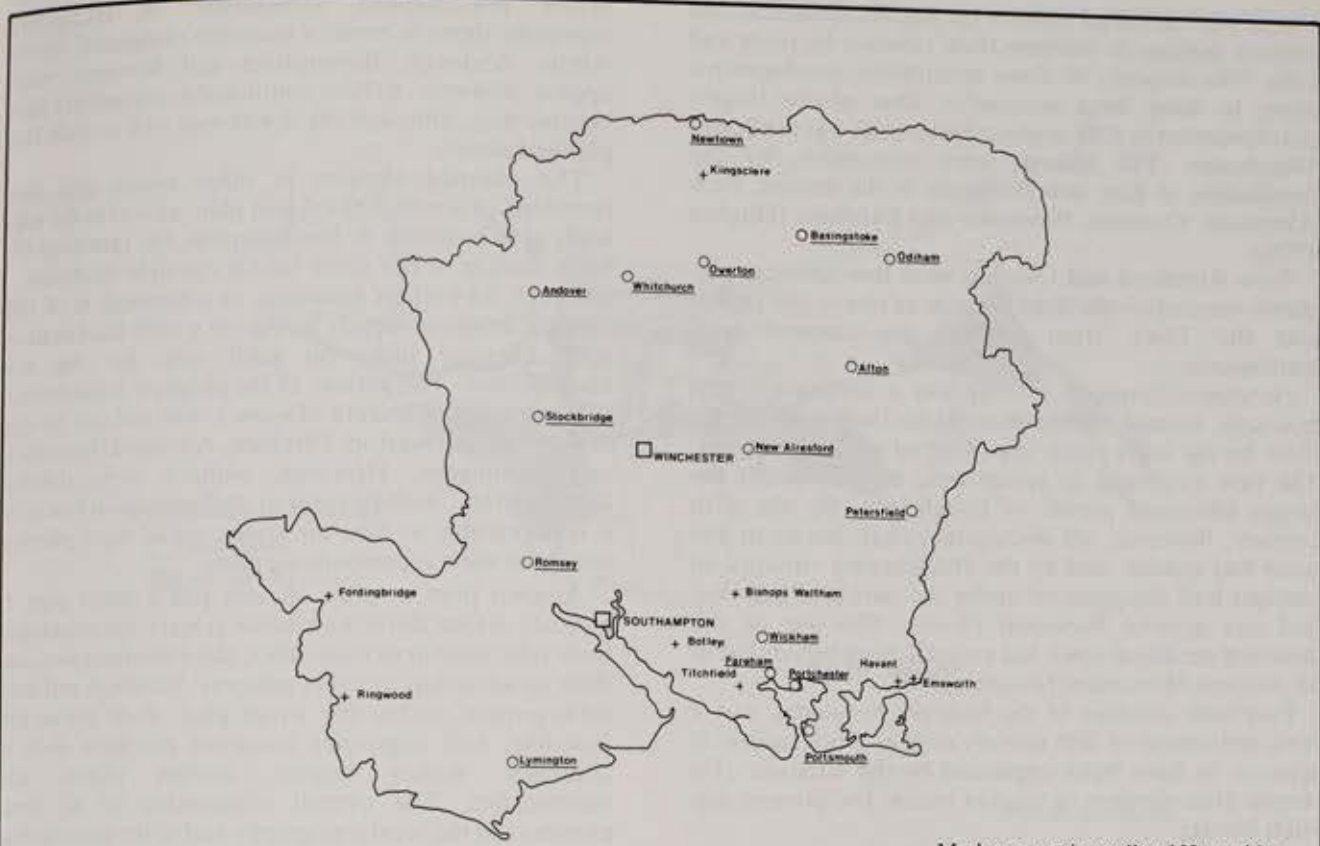 Newtown
Kingsclere
Basingstoke
Odiham
Overton
Whitchurch
Andover
Alton
Stockbridge
WINCHESTER
New Alresford
Petersfield
Romsey
Fordingbridge
Bishops Waltham
SOUTHAMPTON
Wickham
Botley
Fareham
Havant
Titchfield
Portchester
Emsworth
Ringwood
Portsmouth
Lymington